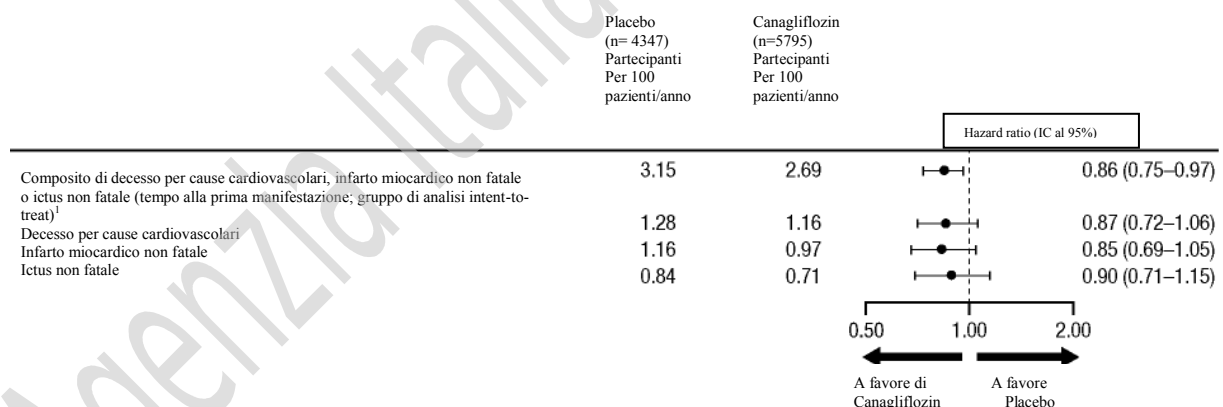 Placebo
(n= 4347)
Partecipanti
Per 100
pazienti/anno
Canagliflozin
(n=5795)
Partecipanti
Per 100
pazienti/anno
Hazard ratio (IC al 95%)
Composito di decesso per cause cardiovascolari, infarto miocardico non fatale
o ictus non fatale (tempo alla prima manifestazione; gruppo di analisi intent-to-
treat)1
3.15 2.69 0.86 (0.75–0.97)
Decesso per cause cardiovascolari 1.28 1.16 0.87 (0.72–1.06)
Infarto miocardico non fatale 1.16 0.97 0.85 (0.69–1.05)
Ictus non fatale 0.84 0.71 0.90 (0.71–1.15)
0.50 1.00 2.00
A favore di
Canagliflozin
A favore
Placebo
Agenzia Italia